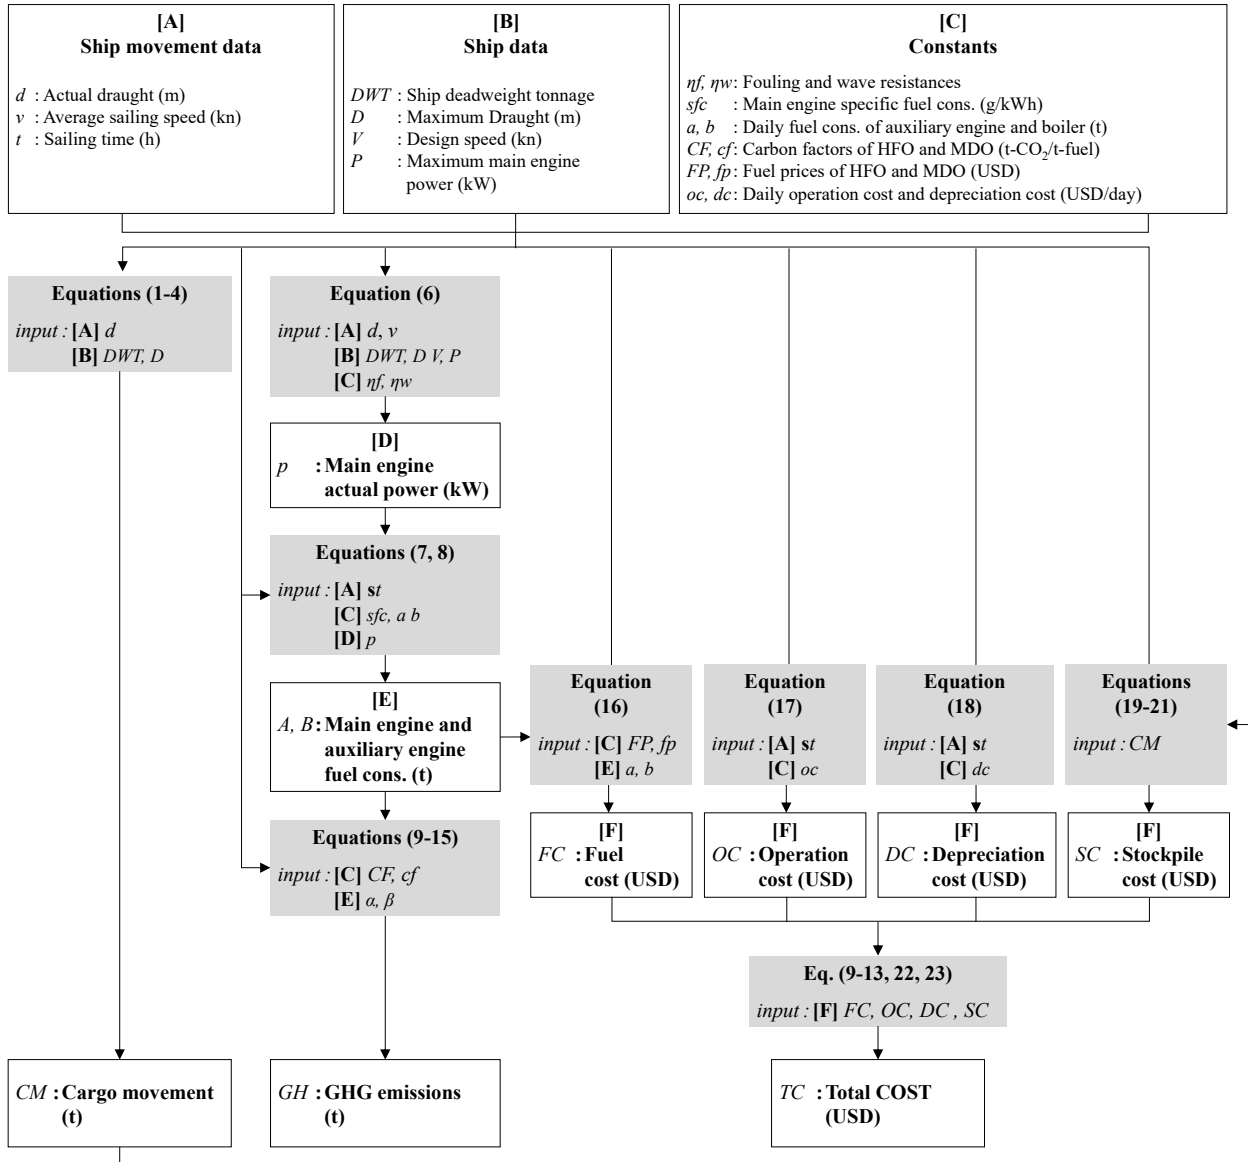 [A]
Ship movement data
d : Actual draught (m)
v : Average sailing speed (kn)
t : Sailing time (h)
[B]
Ship data
DWT : Ship deadweight tonnage
D : Maximum Draught (m)
V : Design speed (kn)
P : Maximum main engine
power (kW)
[C]
Constants
ηf, ηw: Fouling and wave resistances
sfc : Main engine specific fuel cons. (g/kWh)
a, b : Daily fuel cons. of auxiliary engine and boiler (t)
CF, cf : Carbon factors of HFO and MDO (t-CO₂/t-fuel)
FP, fp : Fuel prices of HFO and MDO (USD)
oc, dc : Daily operation cost and depreciation cost (USD/day)
Equations (1-4)
input : [A] d
[B] DWT, D
Equation (6)
input : [A] d, v
[B] DWT, D V, P
[C] ηf, ηw
[D]
p : Main engine
actual power (kW)
Equations (7, 8)
input : [A] st
[C] sfc, a b
[D] p
[E]
A, B : Main engine and
auxiliary engine
fuel cons. (t)
Equations (9-15)
input : [C] CF, cf
[E] α, β
Equation
(16)
input : [C] FP, fp
[E] a, b
Equation
(17)
input : [A] st
[C] oc
Equation
(18)
input : [A] st
[C] dc
Equations
(19-21)
input : CM
[F]
FC : Fuel
cost (USD)
[F]
OC : Operation
cost (USD)
[F]
DC : Depreciation
cost (USD)
[F]
SC : Stockpile
cost (USD)
Eq. (9-13, 22, 23)
input : [F] FC, OC, DC , SC
CM : Cargo movement
(t)
GH : GHG emissions
(t)
TC : Total COST
(USD)